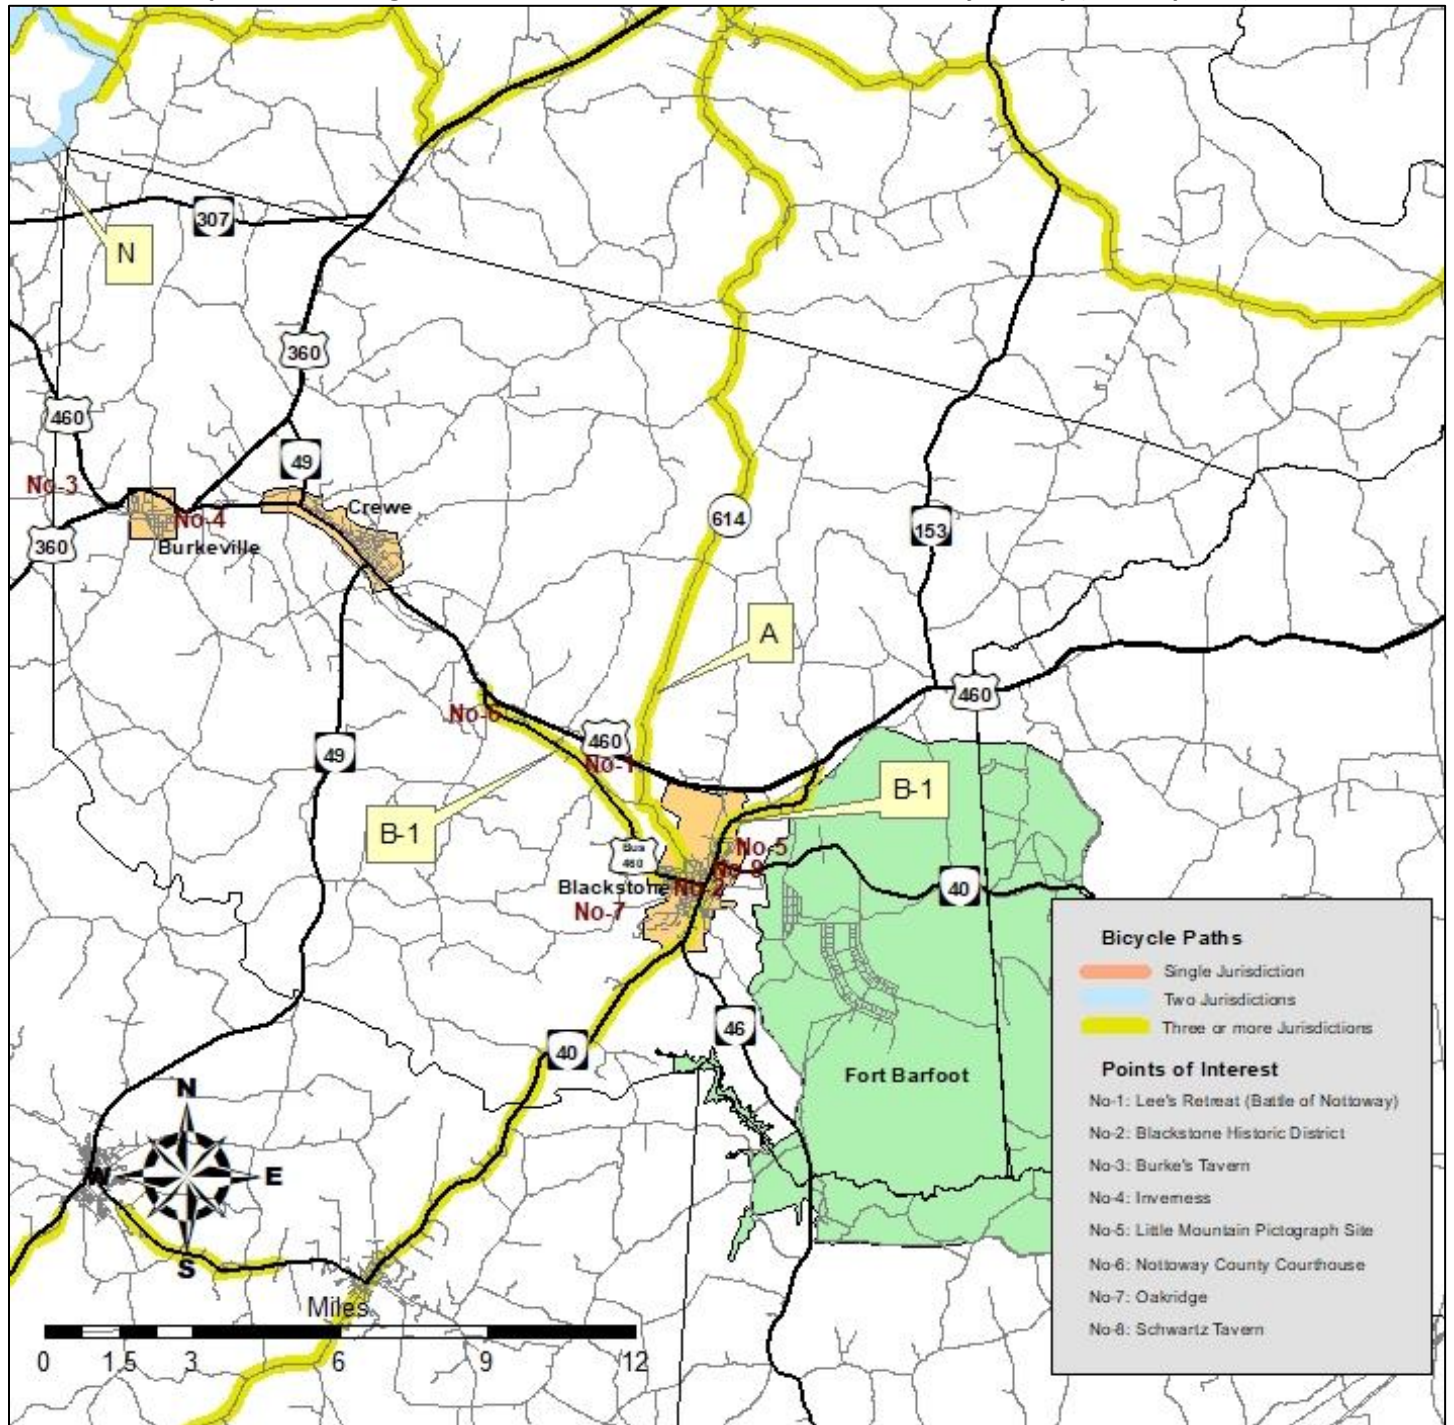 N
307
360
460
49
No-3
Crewe
No-4
Burkeville
360
614
153
A
460
No-6
460
No-1
49
B-1
B-1
Bus
460
No-5
No-9
Blackstone
No-2
No-7
40
40
46
Fort Barfoot
Bicycle Paths
Single Jurisdiction
Two Jurisdictions
Three or more Jurisdictions
Points of Interest
No-1: Lee's Retreat (Battle of Nottoway)
No-2: Blackstone Historic District
No-3: Burke's Tavern
No-4: Inverness
No-5: Little Mountain Pictograph Site
No-6: Nottoway County Courthouse
No-7: Oakridge
No-8: Schwartz Tavern
N
W
E
S
Miles
0 1.5 3 6 9 12